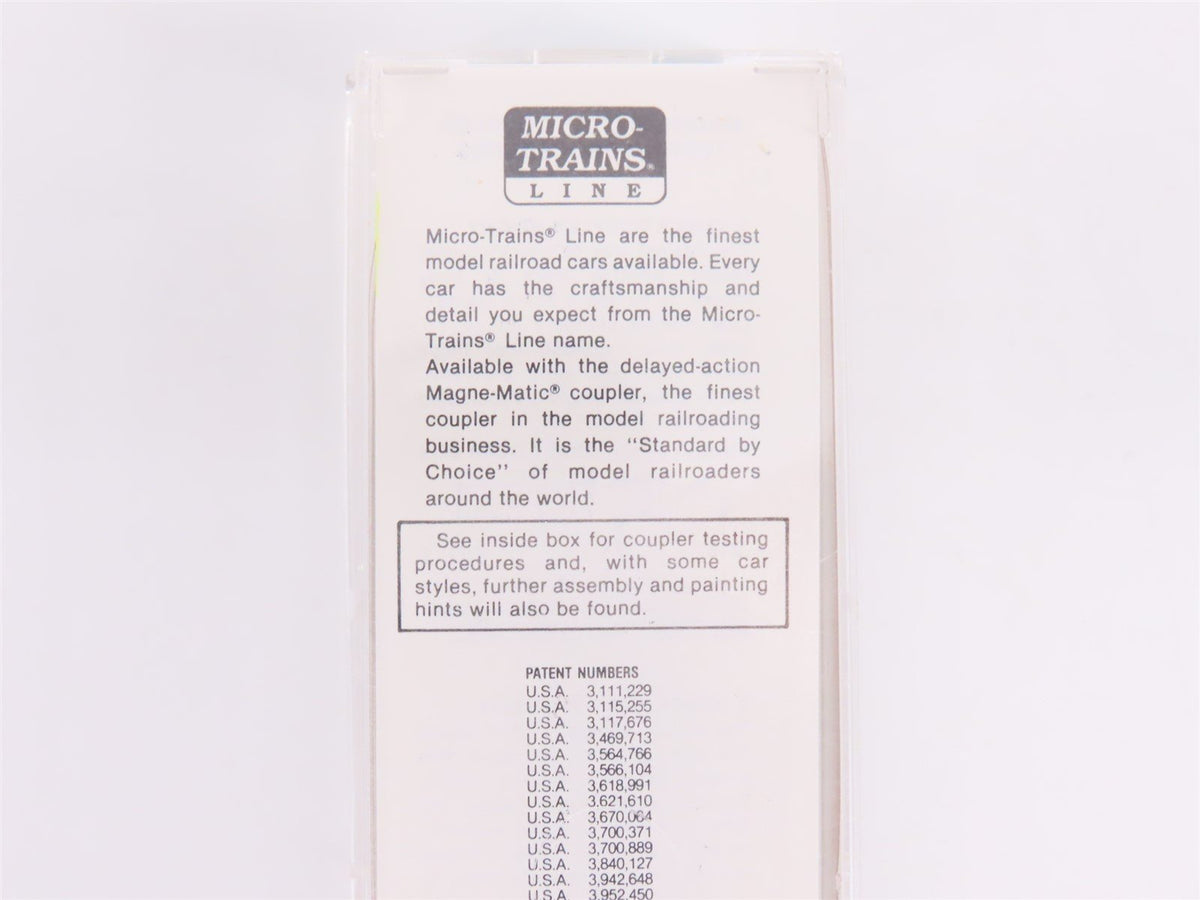 MICRO-
TRAINS®
LINE
Micro-Trains® Line are the finest
model railroad cars available. Every
car has the craftsmanship and
detail you expect from the Micro-
Trains® Line name.
Available with the delayed-action
Magne-Matic® coupler, the finest
coupler in the model railroading
business. It is the "Standard by
Choice" of model railroaders
around the world.
See inside box for coupler testing
procedures and, with some car
styles, further assembly and painting
hints will also be found.
PATENT NUMBERS
U.S.A. 3,111,229
U.S.A. 3,115,255
U.S.A. 3,117,676
U.S.A. 3,469,713
U.S.A. 3,564,766
U.S.A. 3,566,104
U.S.A. 3,618,991
U.S.A. 3.621,610
U.S.A. 3,670,064
U.S.A. 3,700,371
U.S.A. 3,700,889
U.S.A. 3,840,127
U.S.A. 3,942,648
U.S.A. 3,952,450